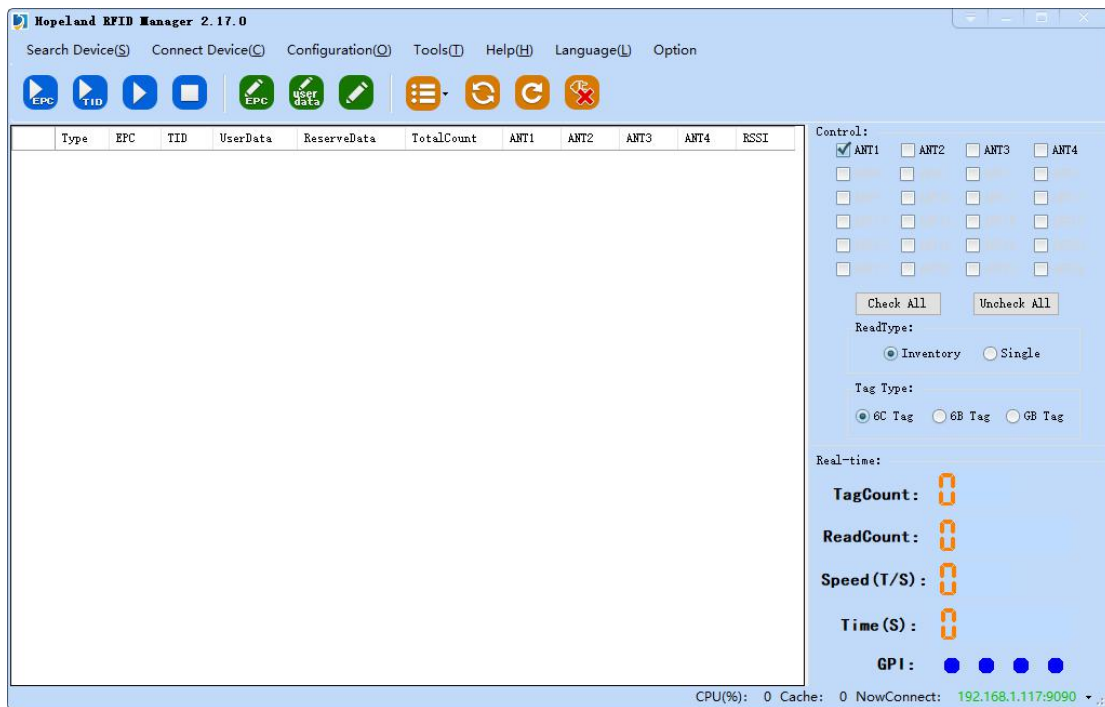 Hopeland RFID Manager 2.17.0
Search Device(S) Connect Device(C) Configuration(O) Tools(T) Help(H) Language(L) Option
EPC TID EPC user data
Type EPC TID UserData ReserveData TotalCount ANT1 ANT2 ANT3 ANT4 RSSI
Control:
ANT1 ANT2 ANT3 ANT4
Check All Uncheck All
ReadType:
Inventory Single
Tag Type:
6C Tag 6B Tag GB Tag
Real-time:
TagCount: 0
ReadCount: 0
Speed(T/S): 0
Time(S): 0
GPI:
CPU(%): 0 Cache: 0 NowConnect: 192.168.1.117:9090